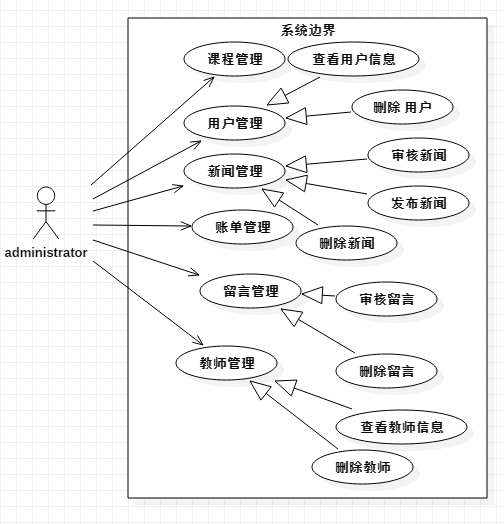 系统边界
课程管理
查看用户信息
删除 用户
用户管理
审核新闻
新闻管理
发布新闻
账单管理
删除新闻
administrator
留言管理
审核留言
教师管理
删除留言
查看教师信息
删除教师